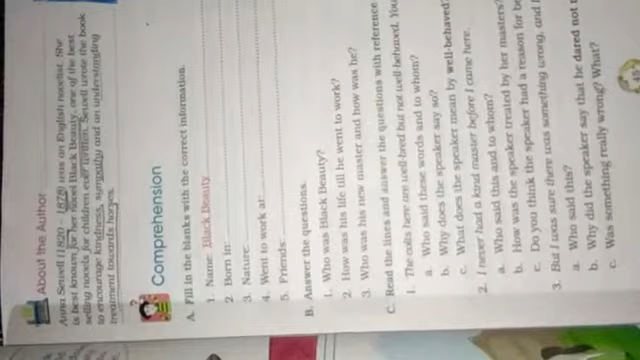 About the Author
Anna Sewell (1820 - 1878) was an English novelist. She
is best known for her novel Black Beauty, one of the best
selling novels for children ever written. Sewell wrote the book
to encourage kindness, sympathy and an understanding
treatment towards horses.
Comprehension
A. Fill in the blanks with the correct information.
1. Name: Black Beauty
2. Born in:
3. Nature:
4. Went to work at:
5. Friends:
B. Answer the questions.
1. Who was Black Beauty?
2. How was his life till he went to work?
3. Who was his new master and how was he?
C. Read the lines and answer the questions with reference
1. The colts here are well-bred but not well-behaved. You
a. Who said these words and to whom?
b. Why does the speaker say so?
c. What does the speaker mean by well-behaved?
2. I never had a kind master before I came here.
a. Who said this and to whom?
b. How was the speaker treated by her masters?
c. Do you think the speaker had a reason for be
3. But I was sure there was something wrong, and I
a. Who said this?
b. Why did the speaker say that he dared not
c. Was something really wrong? What?
45